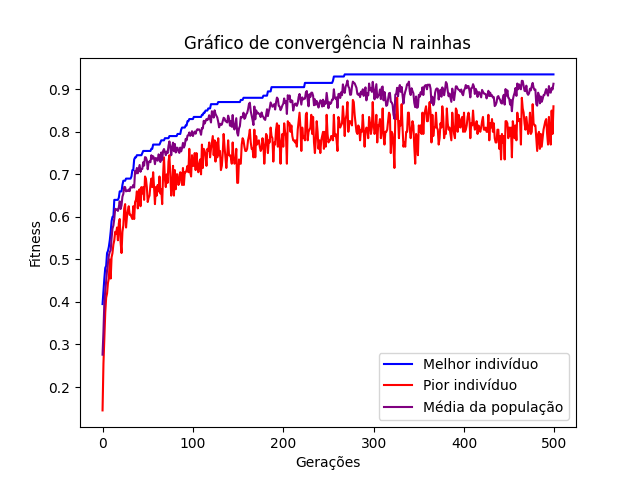 Gráfico de convergência N rainhas
0.9
0.8
0.7
0.6
0.5
0.4
0.3
0.2
Fitness
0 100 200 300 400 500
Gerações
Melhor indivíduo
Pior indivíduo
Média da população